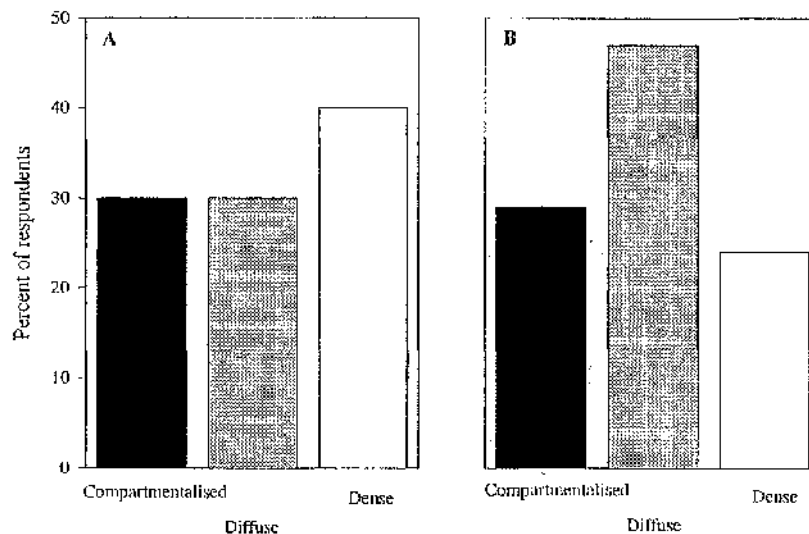 50
40
30
20
10
0
Percent of respondents
A
B
Compartmentalised
Diffuse
Dense
Compartmentalised
Diffuse
Dense